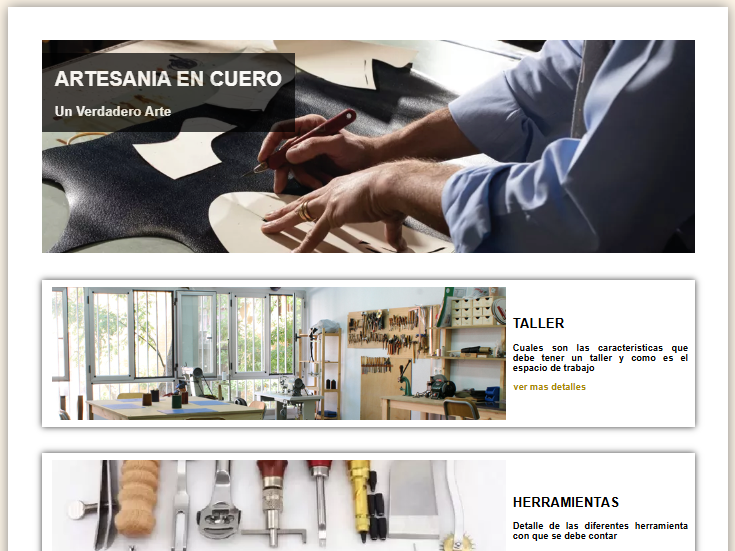 ARTESANIA EN CUERO
Un Verdadero Arte
TALLER
Cuales son las caracteristicas que
debe tener un taller y como es el
espacio de trabajo
ver mas detalles
HERRAMIENTAS
Detalle de las diferentes herramienta
con que se debe contar